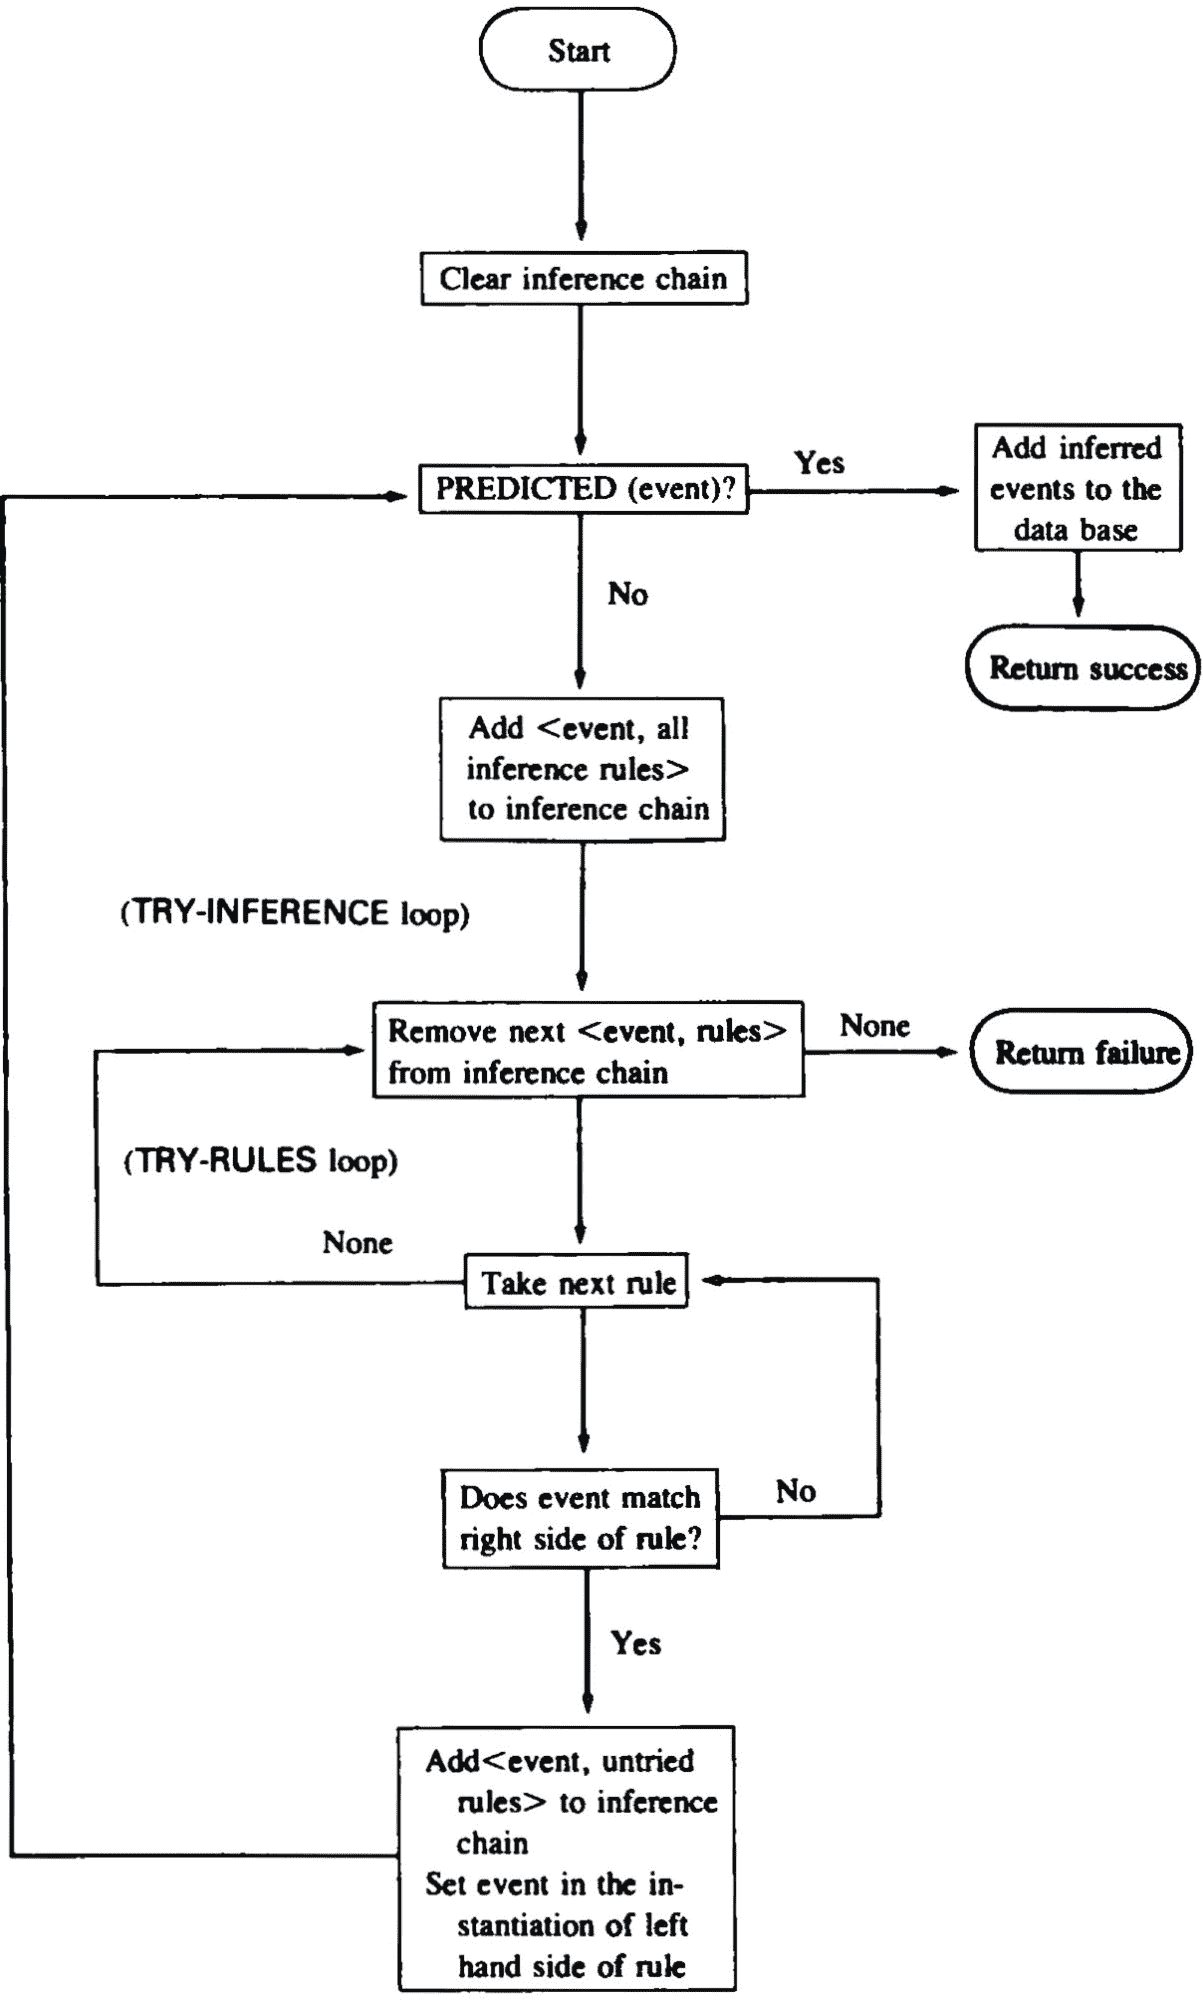 Start
Clear inference chain
PREDICTED (event)?
Yes
Add inferred
events to the
data base
No
Return success
Add <event, all
inference rules>
to inference chain
(TRY-INFERENCE loop)
Remove next <event, rules>
from inference chain
None
Return failure
(TRY-RULES loop)
None
Take next rule
Does event match
right side of rule?
No
Yes
Add<event, untried
rules> to inference
chain
Set event in the in-
stantiation of left
hand side of rule